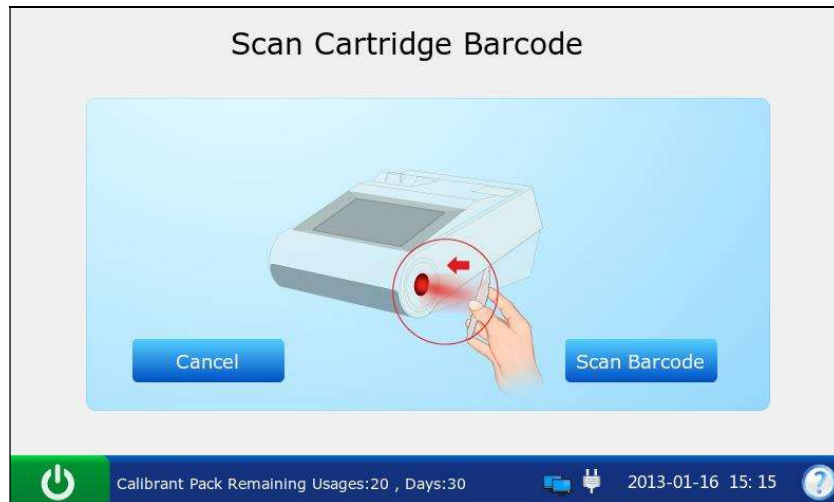 Scan Cartridge Barcode
Cancel
Scan Barcode
Calibrant Pack Remaining Usages:20 , Days:30
2013-01-16 15: 15
?